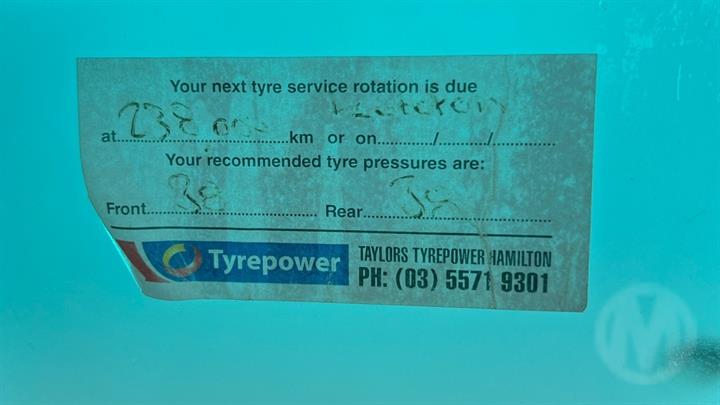 Your next tyre service rotation is due
at 238 000 km or on ....../....../......
Your recommended tyre pressures are:
Front 38 Rear 38
Tyrepower
TAYLORS TYREPOWER HAMILTON
PH: (03) 5571 9301
M